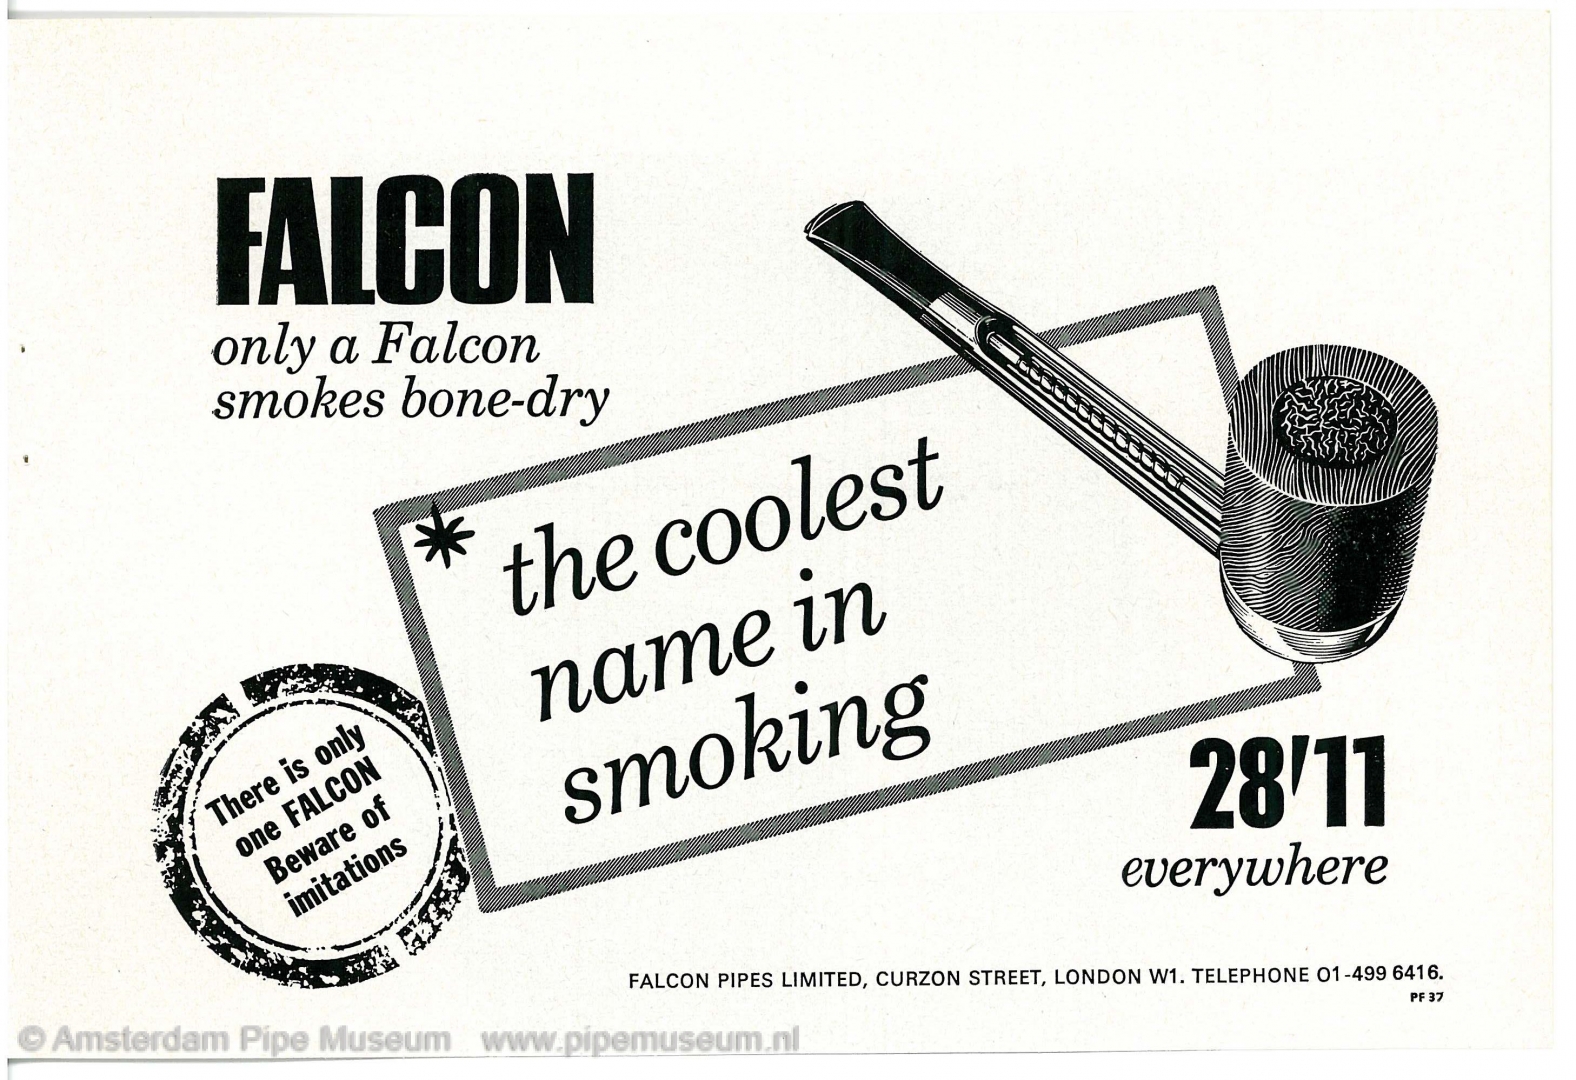 FALCON
only a Falcon
smokes bone-dry
* the coolest
name in
smoking
There is only
one FALCON
Beware of
imitations
28'11
everywhere
FALCON PIPES LIMITED, CURZON STREET, LONDON W1. TELEPHONE 01-499 6416.
PF 37
© Amsterdam Pipe Museum www.pipemuseum.nl